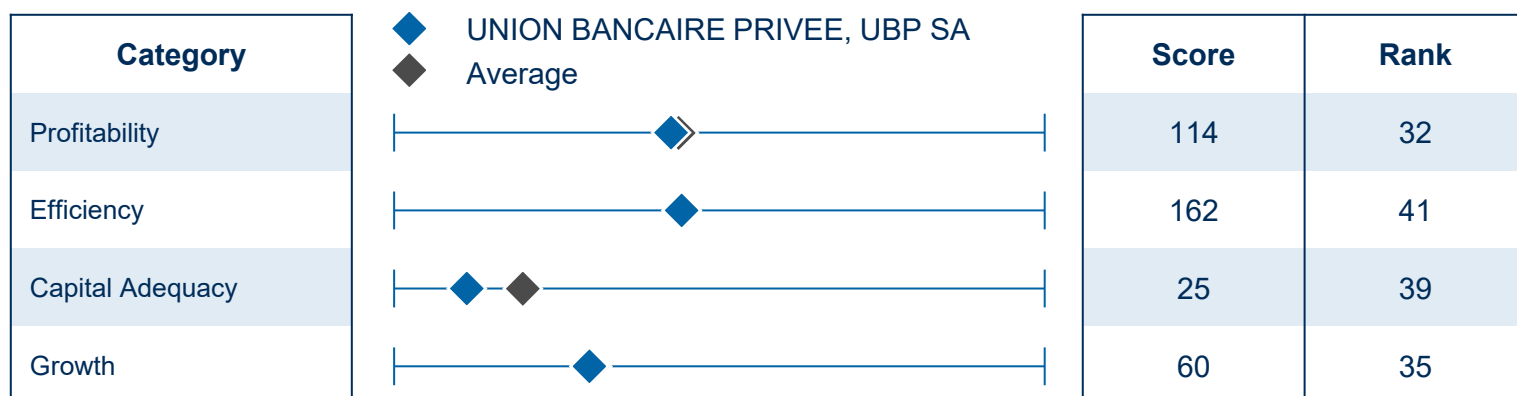 UNION BANCAIRE PRIVEE, UBP SA
Average
Category Score Rank
Profitability 114 32
Efficiency 162 41
Capital Adequacy 25 39
Growth 60 35